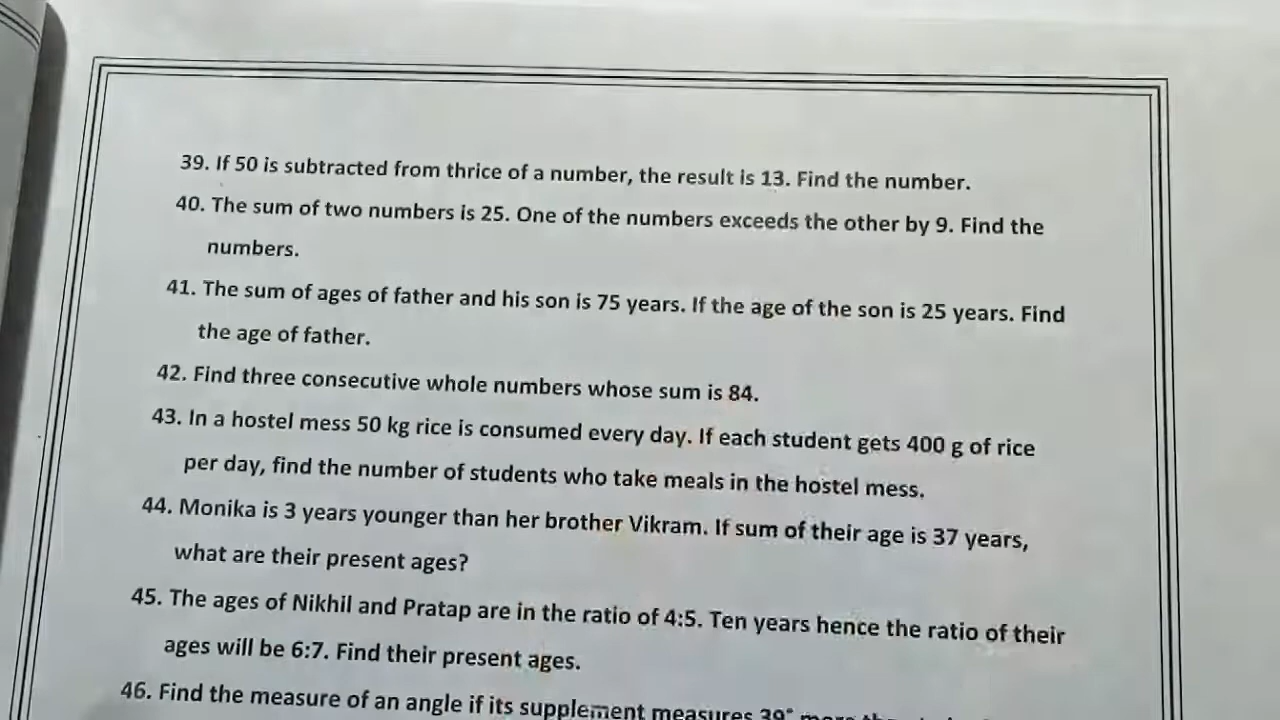 39. If 50 is subtracted from thrice of a number, the result is 13. Find the number.
40. The sum of two numbers is 25. One of the numbers exceeds the other by 9. Find the
numbers.
41. The sum of ages of father and his son is 75 years. If the age of the son is 25 years. Find
the age of father.
42. Find three consecutive whole numbers whose sum is 84.
43. In a hostel mess 50 kg rice is consumed every day. If each student gets 400 g of rice
per day, find the number of students who take meals in the hostel mess.
44. Monika is 3 years younger than her brother Vikram. If sum of their age is 37 years,
what are their present ages?
45. The ages of Nikhil and Pratap are in the ratio of 4:5. Ten years hence the ratio of their
ages will be 6:7. Find their present ages.
46. Find the measure of an angle if its supplement measures 39° more